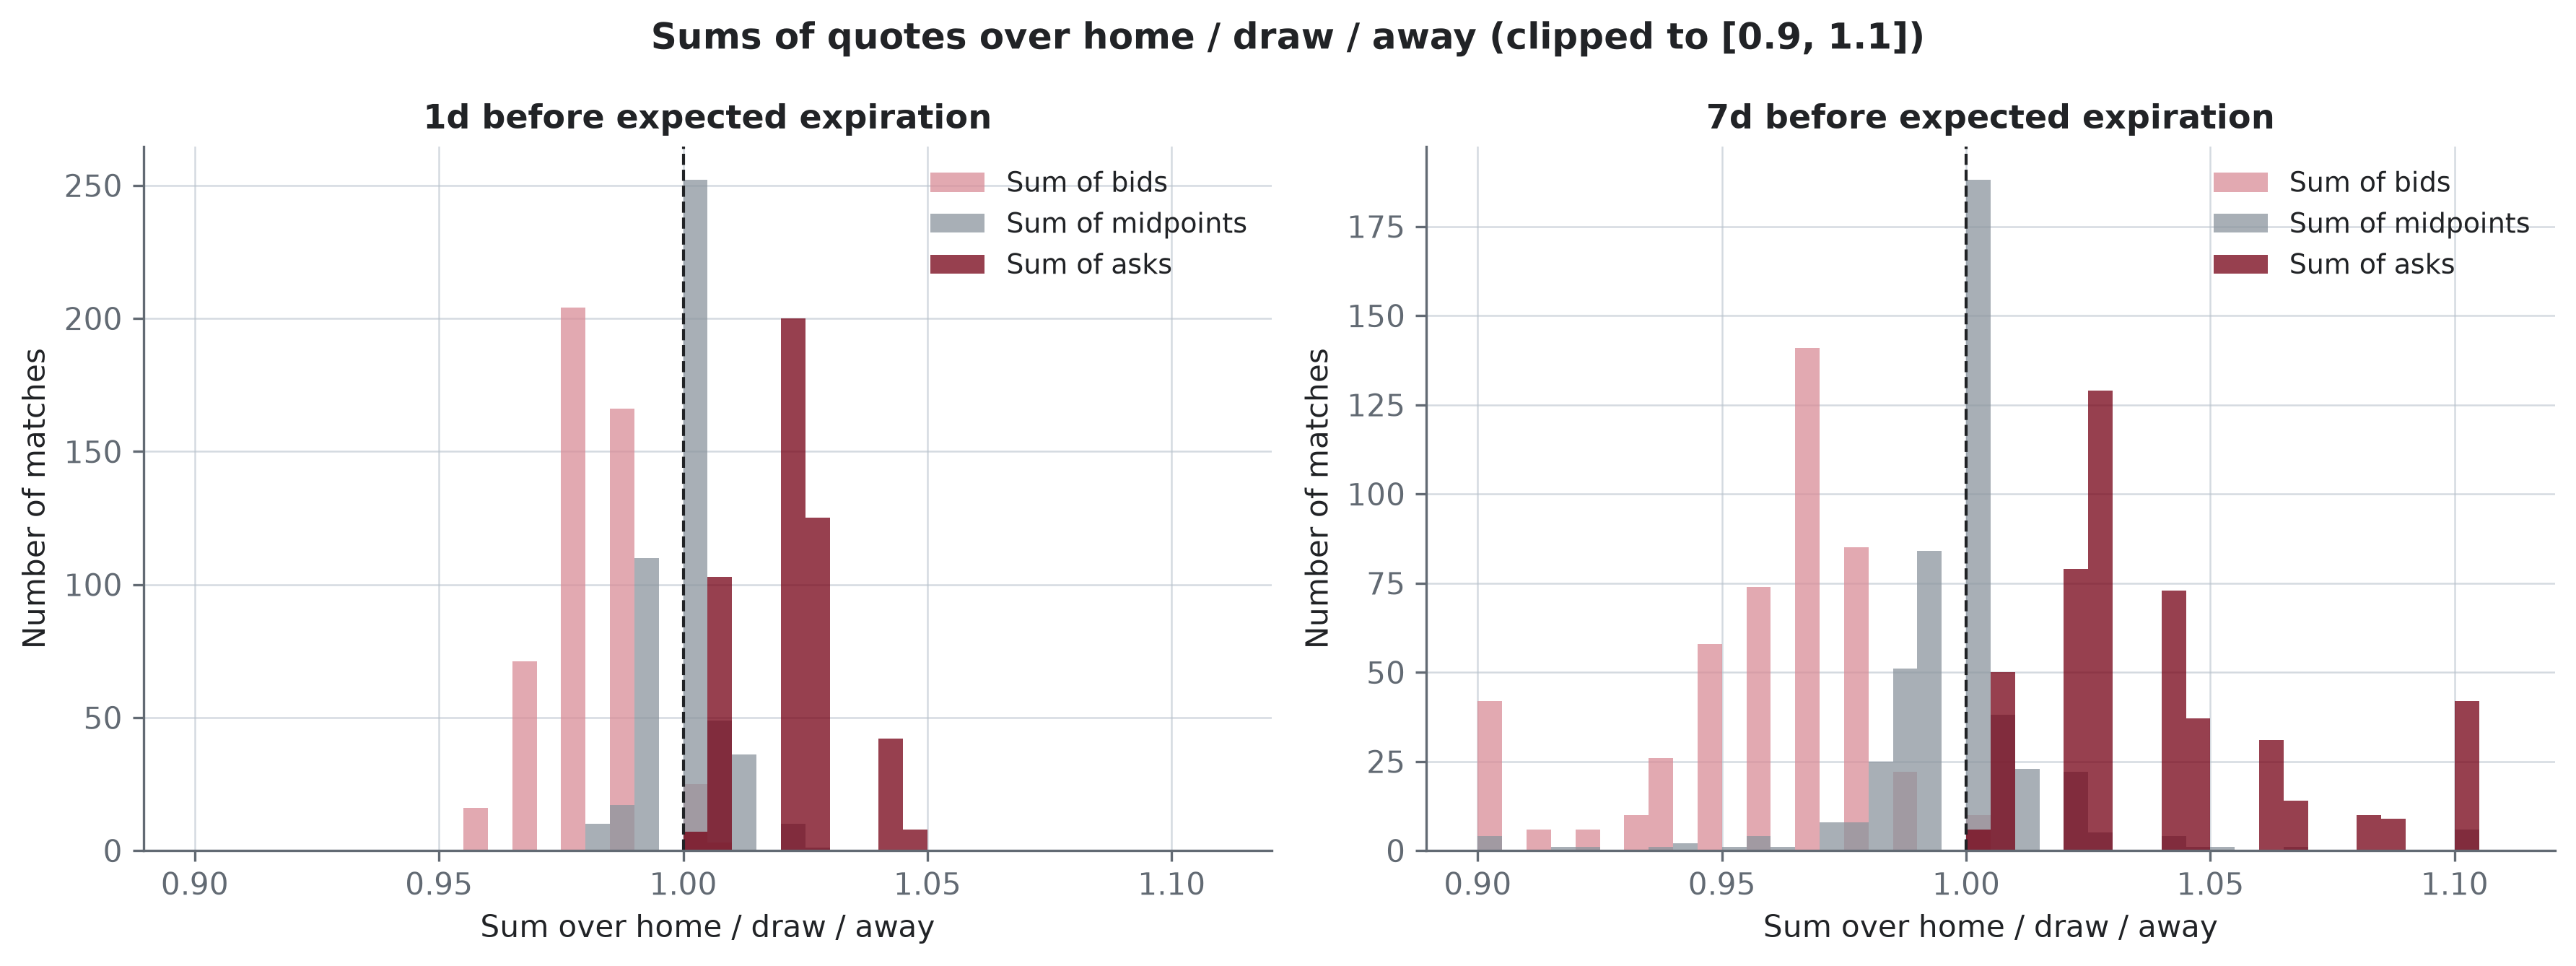 Sums of quotes over home / draw / away (clipped to [0.9, 1.1])
1d before expected expiration
Number of matches
250
200
150
100
50
0
Sum of bids
Sum of midpoints
Sum of asks
0.90 0.95 1.00 1.05 1.10
Sum over home / draw / away
7d before expected expiration
Number of matches
175
150
125
100
75
50
25
0
Sum of bids
Sum of midpoints
Sum of asks
0.90 0.95 1.00 1.05 1.10
Sum over home / draw / away